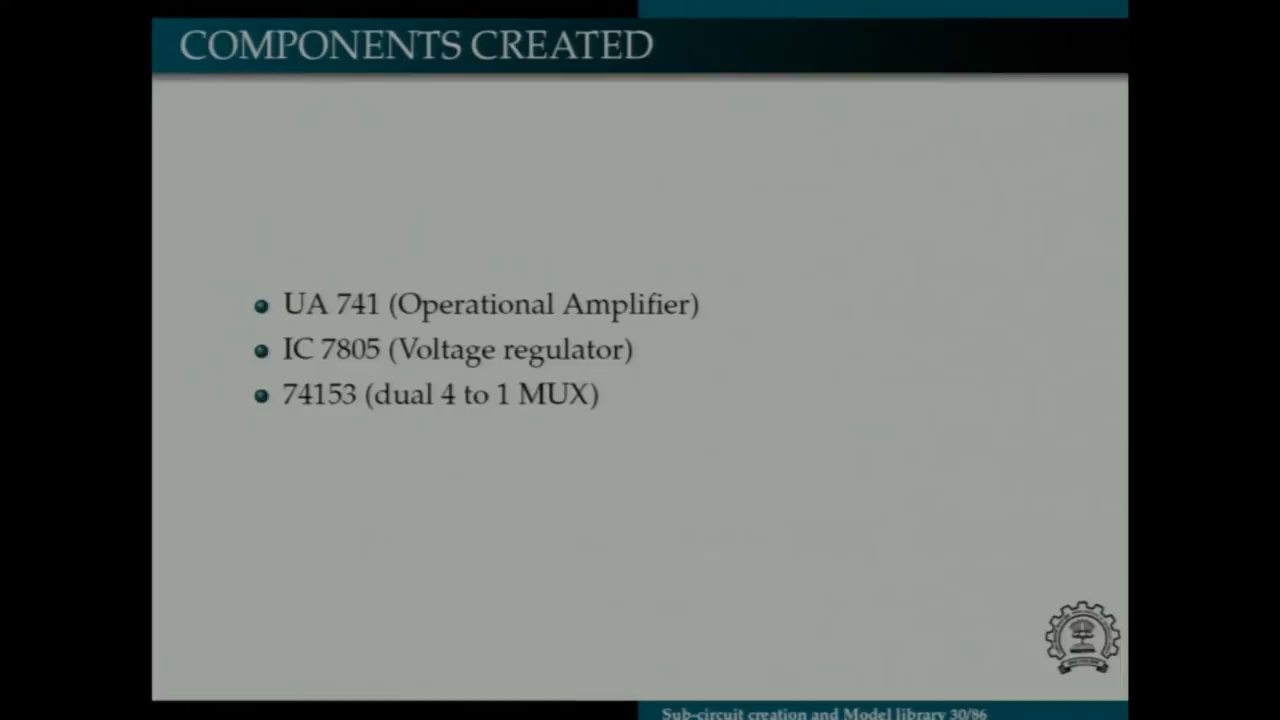 COMPONENTS CREATED
UA 741 (Operational Amplifier)
IC 7805 (Voltage regulator)
74153 (dual 4 to 1 MUX)
Sub-circuit creation and Model library 30/86